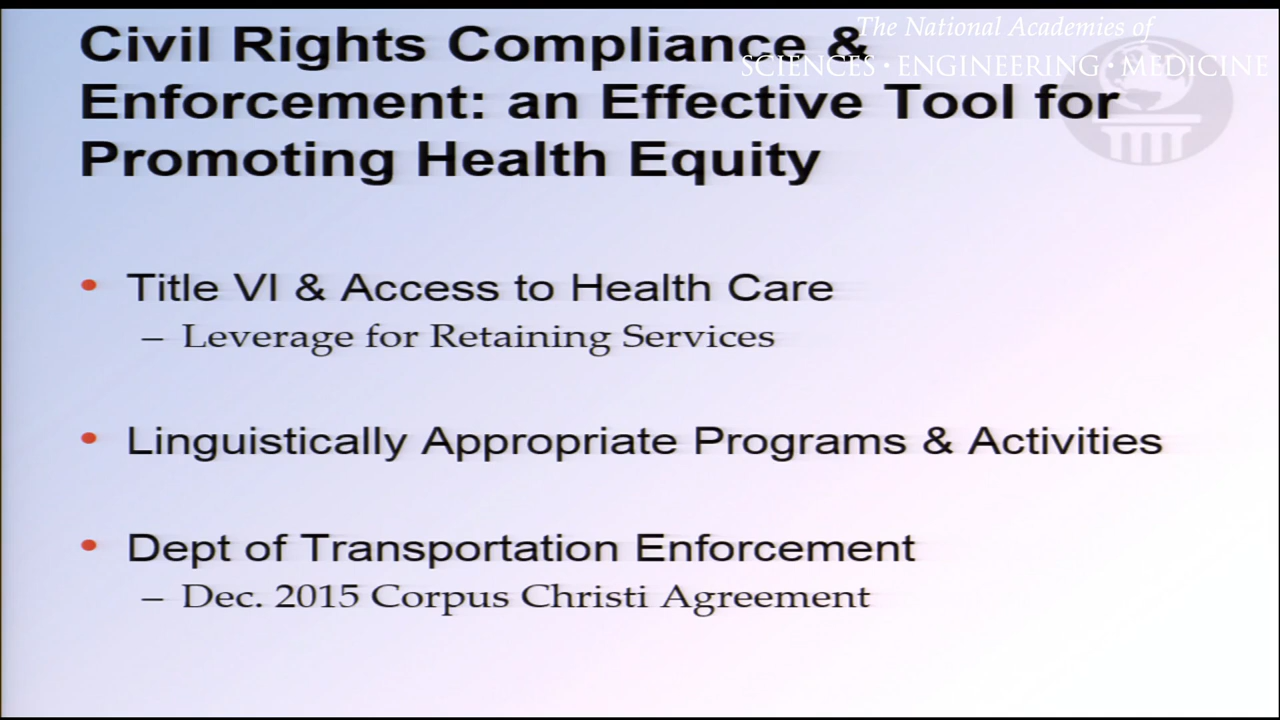 The National Academies of
SCIENCES · ENGINEERING · MEDICINE
Civil Rights Compliance &
Enforcement: an Effective Tool for
Promoting Health Equity
• Title VI & Access to Health Care
– Leverage for Retaining Services
• Linguistically Appropriate Programs & Activities
• Dept of Transportation Enforcement
– Dec. 2015 Corpus Christi Agreement